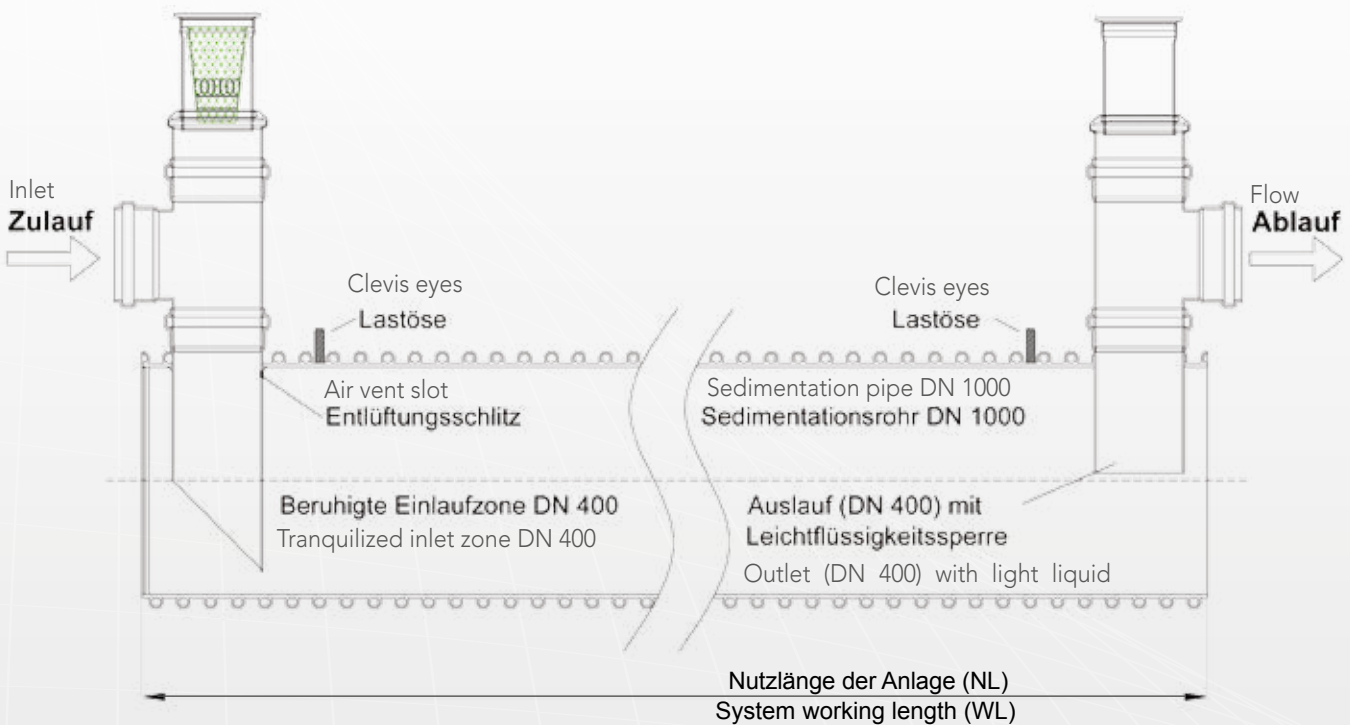 Inlet
Zulauf
Flow
Ablauf
Clevis eyes
Lastöse
Clevis eyes
Lastöse
Air vent slot
Entlüftungsschlitz
Sedimentation pipe DN 1000
Sedimentationsrohr DN 1000
Beruhigte Einlaufzone DN 400
Tranquilized inlet zone DN 400
Auslauf (DN 400) mit
Leichtflüssigkeitssperre
Outlet (DN 400) with light liquid
Nutzlänge der Anlage (NL)
System working length (WL)